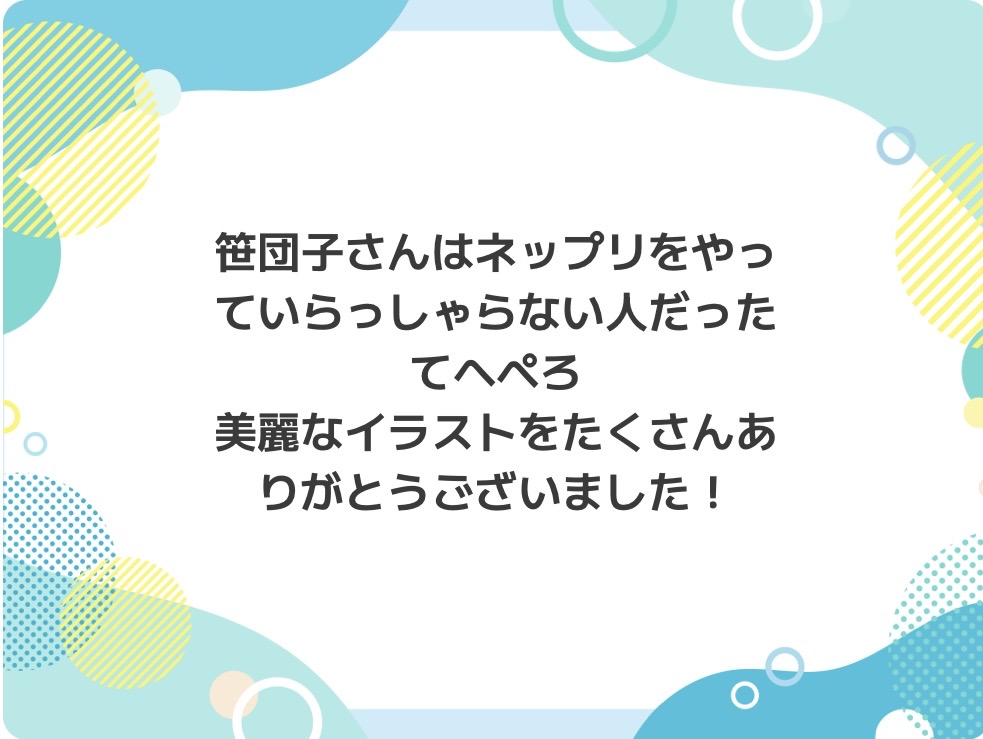 笹団子さんはネップリをやっ
ていらっしゃらない人だった
てへぺろ
美麗なイラストをたくさんあ
りがとうございました！